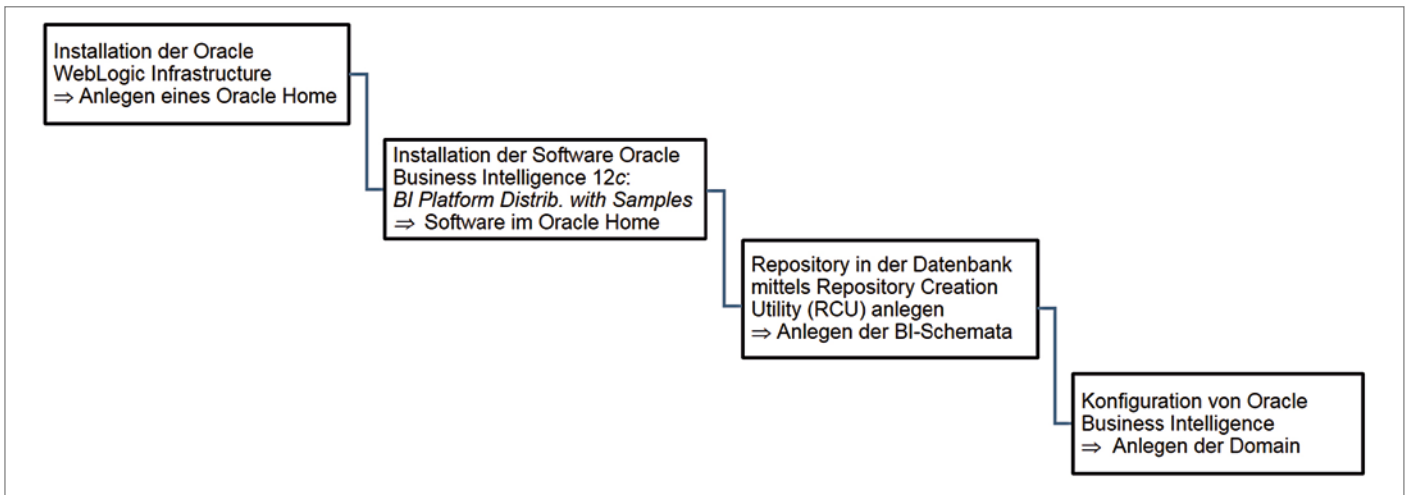 Installation der Oracle
WebLogic Infrastructure
⇒ Anlegen eines Oracle Home
Installation der Software Oracle
Business Intelligence 12c:
BI Platform Distrib. with Samples
⇒ Software im Oracle Home
Repository in der Datenbank
mittels Repository Creation
Utility (RCU) anlegen
⇒ Anlegen der BI-Schemata
Konfiguration von Oracle
Business Intelligence
⇒ Anlegen der Domain